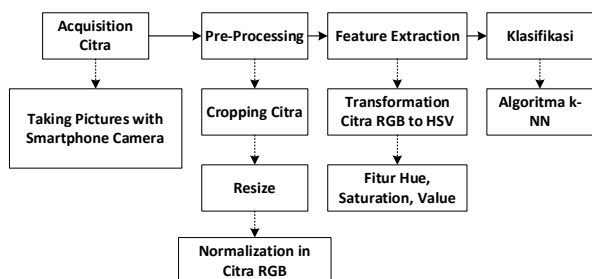 Acquisition
Citra
Pre-Processing
Feature Extraction
Klasifikasi
Taking Pictures with
Smartphone Camera
Cropping Citra
Transformation
Citra RGB to HSV
Algoritma k-
NN
Resize
Fitur Hue,
Saturation, Value
Normalization in
Citra RGB